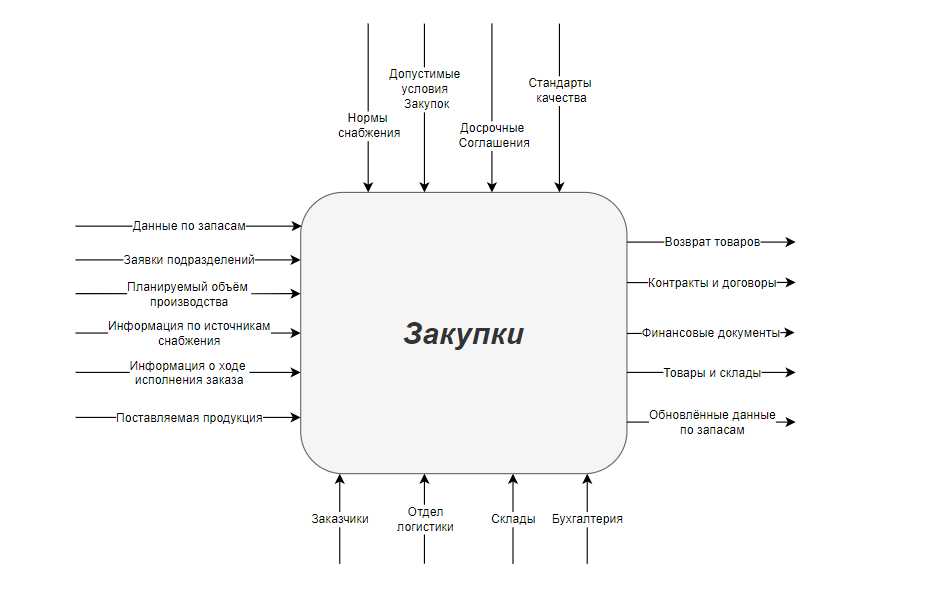 Допустимые
условия
Закупок
Стандарты
качества
Нормы
снабжения
Досрочные
Соглашения
Данные по запасам
Заявки подразделений
Планируемый объём
производства
Информация по источникам
снабжения
Информация о ходе
исполнения заказа
Поставляемая продукция
Закупки
Возврат товаров
Контракты и договоры
Финансовые документы
Товары и склады
Обновлённые данные
по запасам
Заказчики
Отдел
логистики
Склады
Бухгалтерия